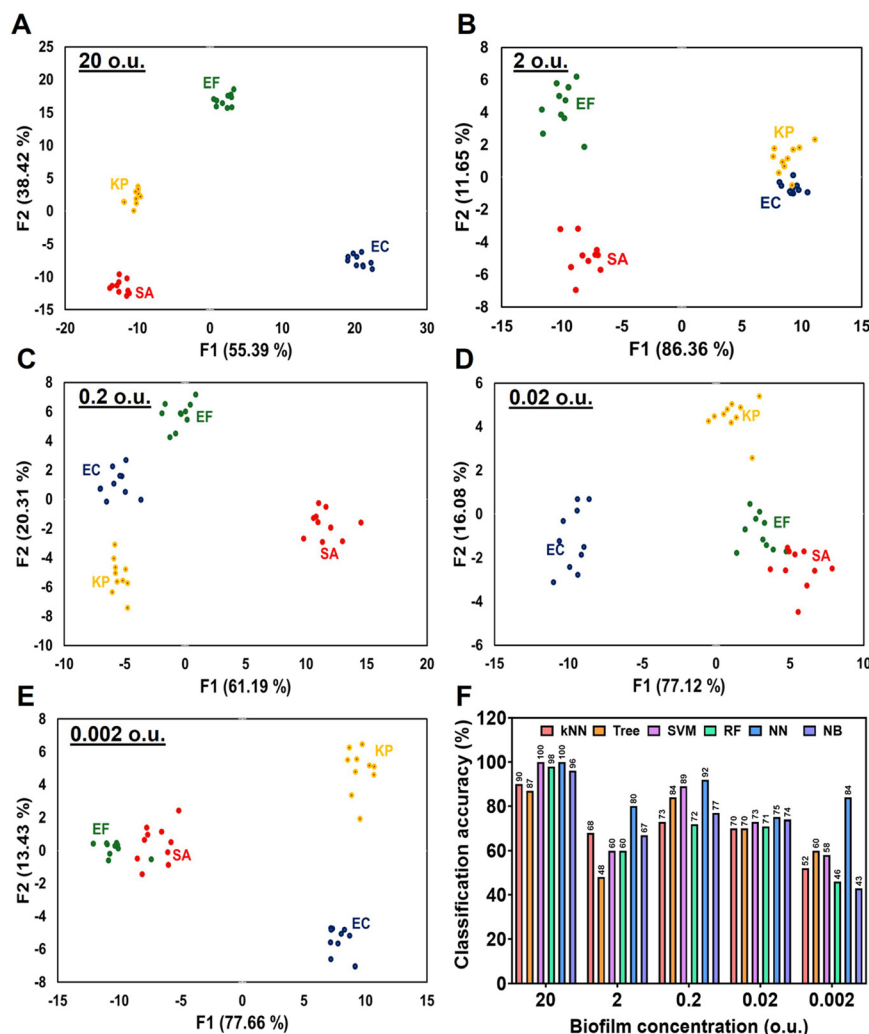 A
20 o.u.
25
20
15
10
5
0
-5
-10
-15
-20
-10
0
10
20
30
EF
KP
EC
SA
F2 (38.42 %)
F1 (55.39 %)
B
2 o.u.
8
6
4
2
0
-2
-4
-6
-8
-15
-10
-5
0
5
10
15
EF
KP
EC
SA
F2 (11.65 %)
F1 (86.36 %)
C
0.2 o.u.
8
6
4
2
0
-2
-4
-6
-8
-10
-10
-5
0
5
10
15
20
EF
EC
SA
KP
F2 (20.31 %)
F1 (61.19 %)
D
0.02 o.u.
6
4
2
0
-2
-4
-6
-15
-10
-5
0
5
10
KP
EF
EC
SA
F2 (16.08 %)
F1 (77.12 %)
E
0.002 o.u.
8
6
4
2
0
-2
-4
-6
-8
-15
-10
-5
0
5
10
15
KP
EF
SA
EC
F2 (13.43 %)
F1 (77.66 %)
F
120
100
80
60
40
20
0
Classification accuracy (%)
kNN Tree SVM RF NN NB
90 87 100 98 100 96
68 48 60 60 80 67
73 84 89 72 92 77
70 70 73 71 75 74
52 60 58 46 84 43
20 2 0.2 0.02 0.002
Biofilm concentration (o.u.)